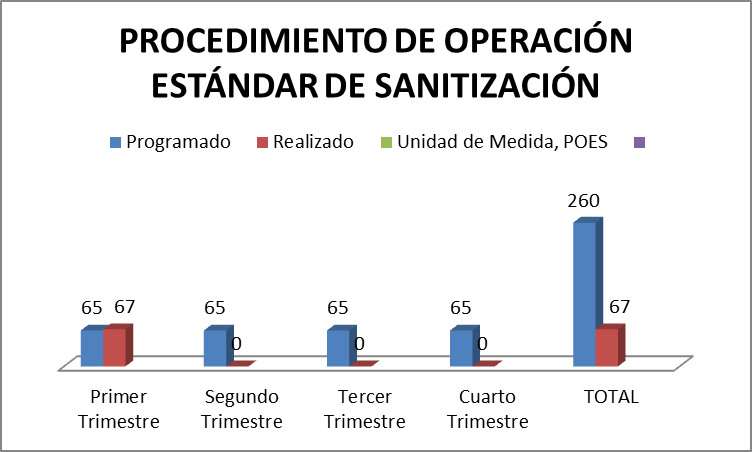 PROCEDIMIENTO DE OPERACIÓN
ESTÁNDAR DE SANITIZACIÓN
Programado Realizado Unidad de Medida, POES
260
65 67 65 0 65 0 65 0 67
Primer Trimestre
Segundo Trimestre
Tercer Trimestre
Cuarto Trimestre
TOTAL